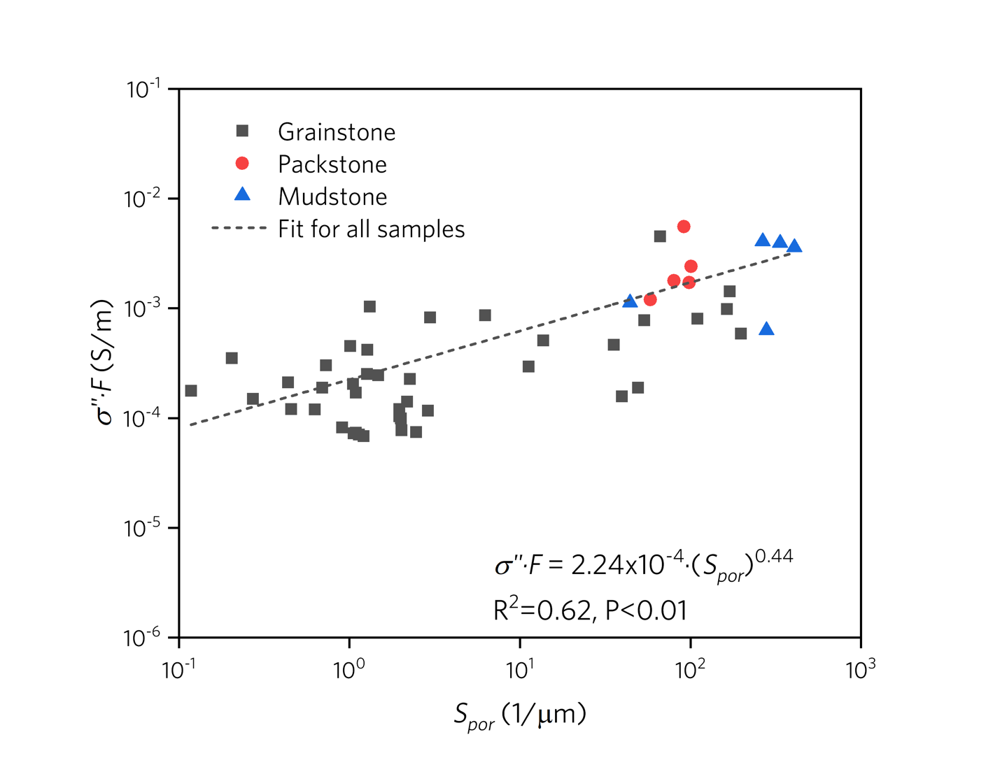 10⁻¹
10⁻²
10⁻³
10⁻⁴
10⁻⁵
10⁻⁶
σ″·F (S/m)
Grainstone
Packstone
Mudstone
Fit for all samples
σ″·F = 2.24x10⁻⁴·(Spor)⁰·⁴⁴
R²=0.62, P<0.01
10⁻¹ 10⁰ 10¹ 10² 10³
Spor (1/μm)